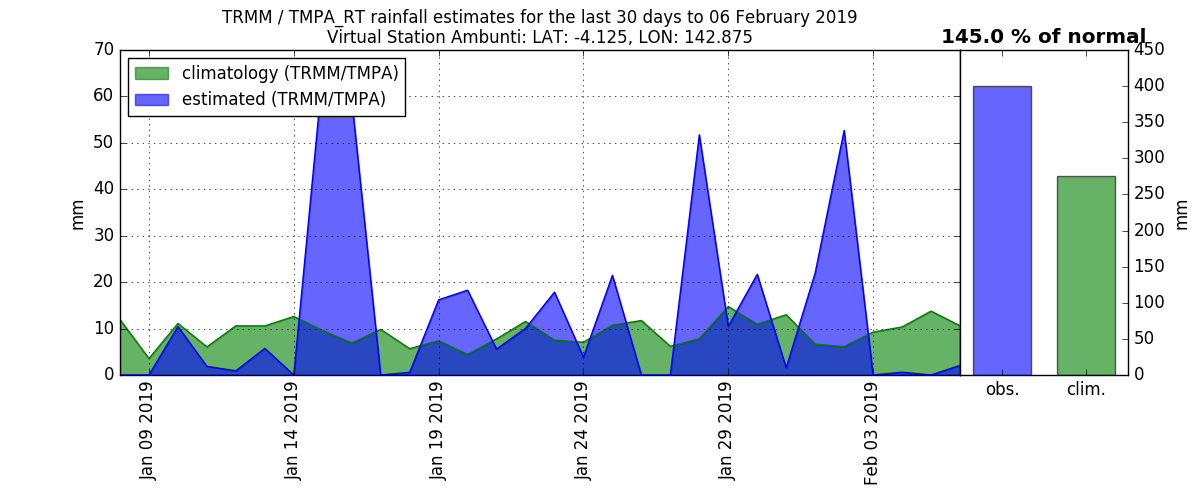 TRMM / TMPA_RT rainfall estimates for the last 30 days to 06 February 2019
Virtual Station Ambunti: LAT: -4.125, LON: 142.875
145.0 % of normal
climatology (TRMM/TMPA)
estimated (TRMM/TMPA)
70
60
50
40
30
20
10
0
mm
Jan 09 2019
Jan 14 2019
Jan 19 2019
Jan 24 2019
Jan 29 2019
Feb 03 2019
450
400
350
300
250
200
150
100
50
0
mm
obs.
clim.